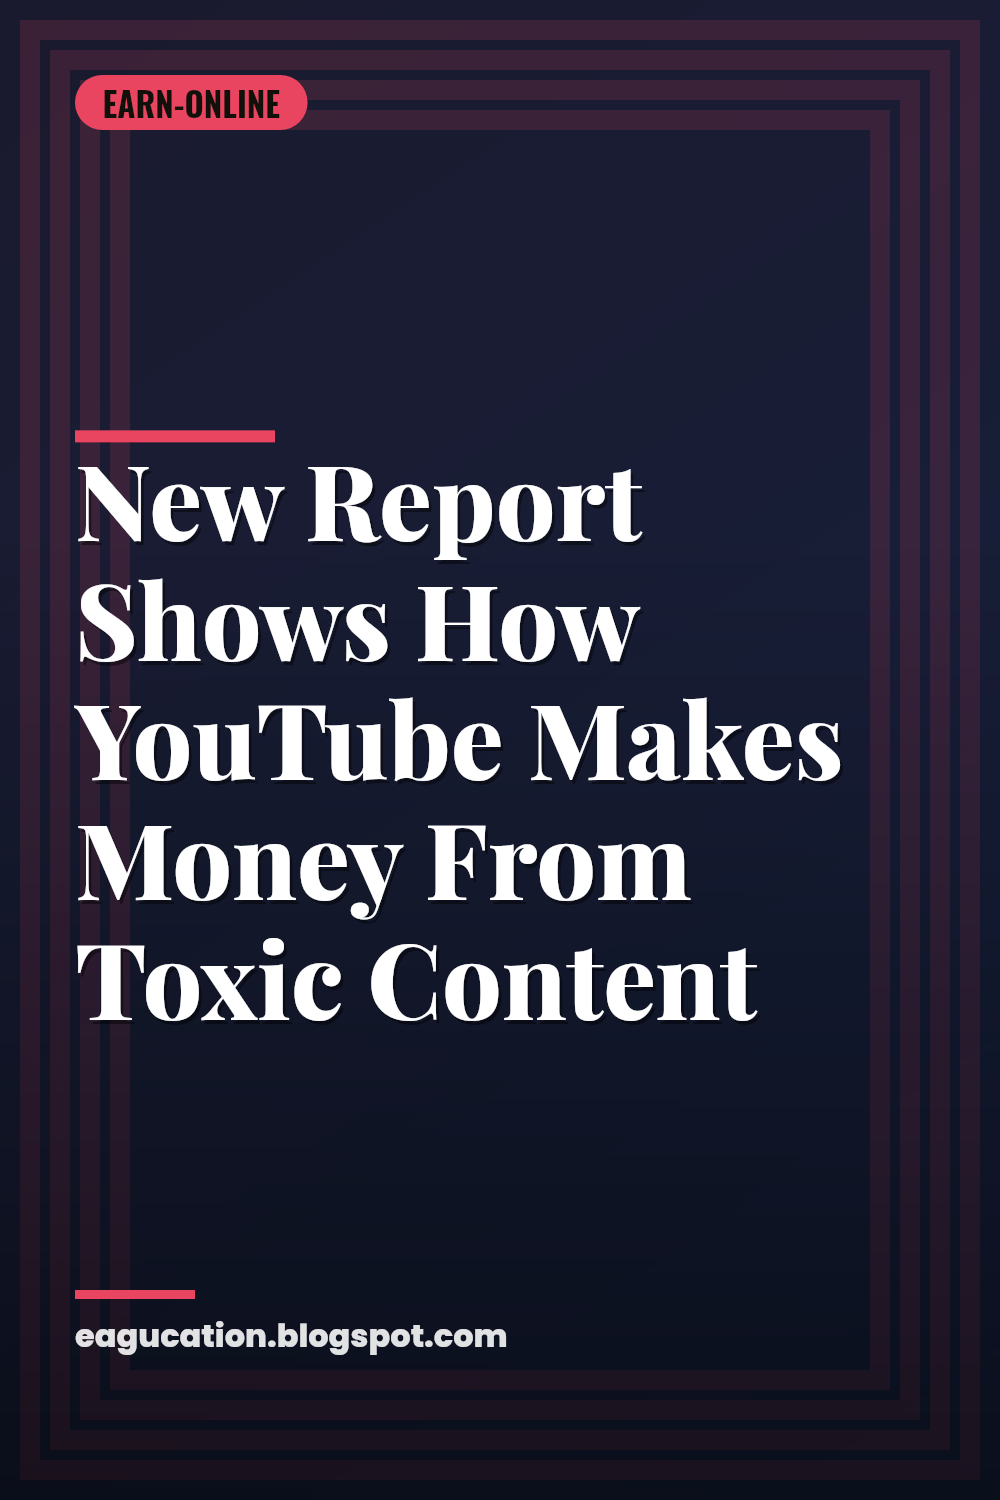 EARN-ONLINE
New Report
Shows How
YouTube Makes
Money From
Toxic Content
eagucation.blogspot.com